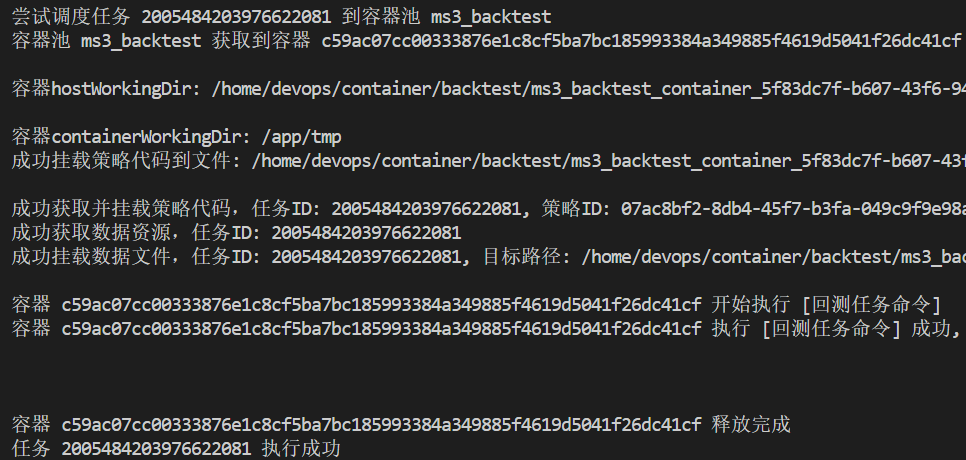 尝试调度任务 2005484203976622081 到容器池 ms3_backtest
容器池 ms3_backtest 获取到容器 c59ac07cc00333876e1c8cf5ba7bc185993384a349885f4619d5041f26dc41cf
容器hostWorkingDir: /home/devops/container/backtest/ms3_backtest_container_5f83dc7f-b607-43f6-94
容器containerWorkingDir: /app/tmp
成功挂载策略代码到文件: /home/devops/container/backtest/ms3_backtest_container_5f83dc7f-b607-43f
成功获取并挂载策略代码，任务ID: 2005484203976622081, 策略ID: 07ac8bf2-8db4-45f7-b3fa-049c9f9e98a
成功获取数据资源，任务ID: 2005484203976622081
成功挂载数据文件，任务ID: 2005484203976622081, 目标路径: /home/devops/container/backtest/ms3_bac
容器 c59ac07cc00333876e1c8cf5ba7bc185993384a349885f4619d5041f26dc41cf 开始执行 [回测任务命令]
容器 c59ac07cc00333876e1c8cf5ba7bc185993384a349885f4619d5041f26dc41cf 执行 [回测任务命令] 成功,
容器 c59ac07cc00333876e1c8cf5ba7bc185993384a349885f4619d5041f26dc41cf 释放完成
任务 2005484203976622081 执行成功